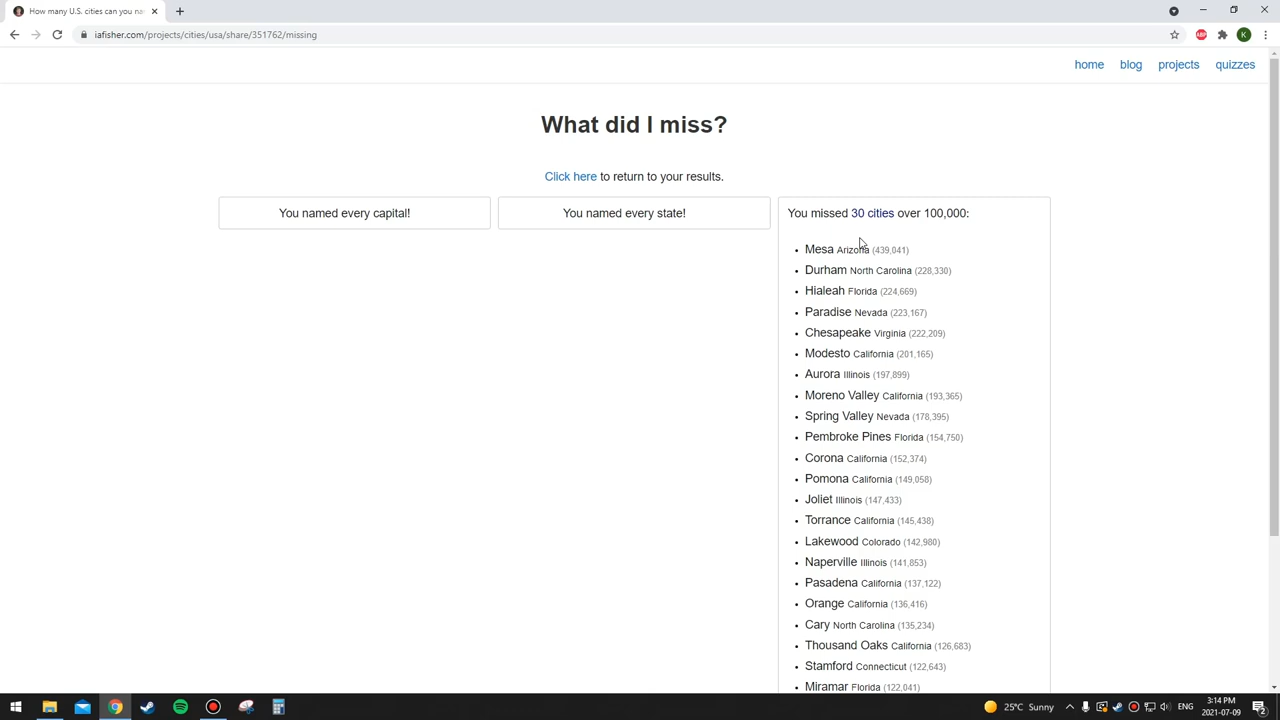 How many U.S. cities can you na
iafisher.com/projects/cities/usa/share/351762/missing
ABP
K
home blog projects quizzes
What did I miss?
Click here to return to your results.
You named every capital!
You named every state!
You missed 30 cities over 100,000:
Mesa Arizona (439,041)
Durham North Carolina (228,330)
Hialeah Florida (224,669)
Paradise Nevada (223,167)
Chesapeake Virginia (222,209)
Modesto California (201,165)
Aurora Illinois (197,899)
Moreno Valley California (193,365)
Spring Valley Nevada (178,395)
Pembroke Pines Florida (154,750)
Corona California (152,374)
Pomona California (149,058)
Joliet Illinois (147,433)
Torrance California (145,438)
Lakewood Colorado (142,980)
Naperville Illinois (141,853)
Pasadena California (137,122)
Orange California (136,416)
Cary North Carolina (135,234)
Thousand Oaks California (126,683)
Stamford Connecticut (122,643)
Miramar Florida (122,041)
25°C Sunny
ENG
3:14 PM
2021-07-09
2